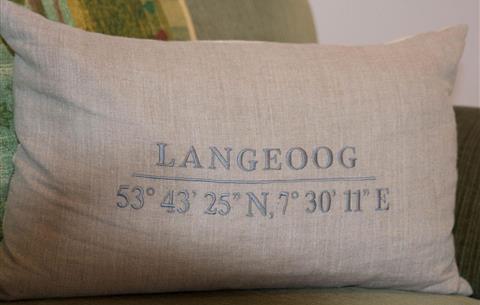 LANGEOOG
53° 43' 25" N, 7° 30' 11" E